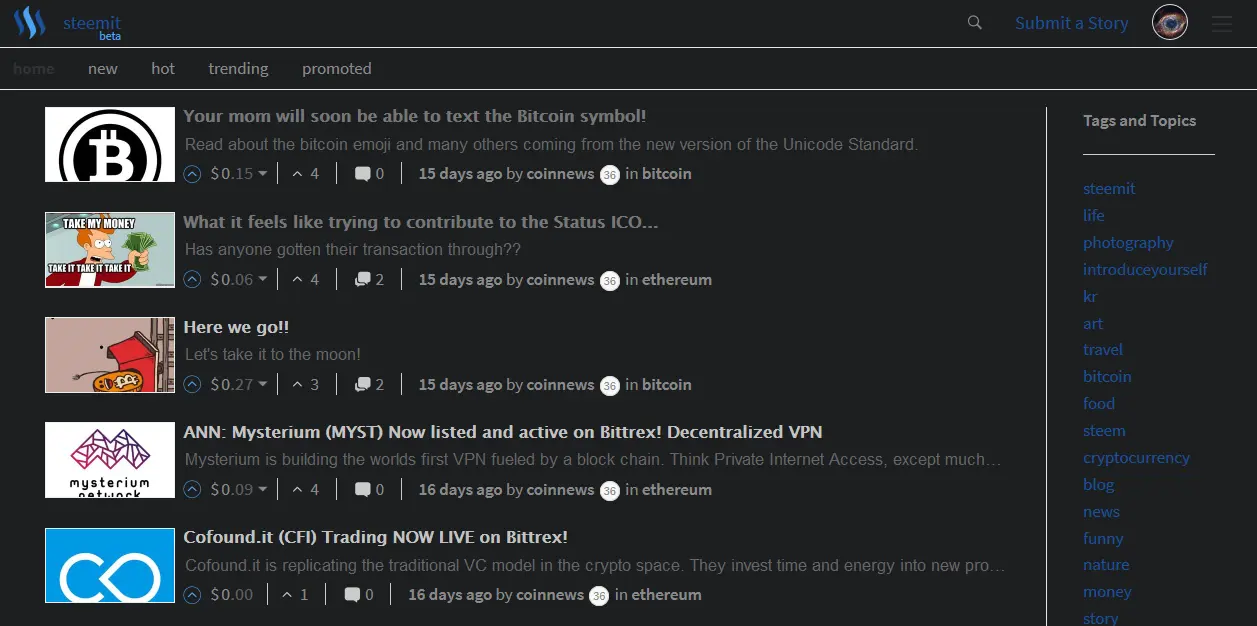 steemit
beta
Submit a Story
home new hot trending promoted
Your mom will soon be able to text the Bitcoin symbol!
Read about the bitcoin emoji and many others coming from the new version of the Unicode Standard.
$0.15 4 0 15 days ago by coinnews 36 in bitcoin
TAKE MY MONEY
TAKE IT TAKE IT TAKE IT
What it feels like trying to contribute to the Status ICO...
Has anyone gotten their transaction through??
$0.06 4 2 15 days ago by coinnews 36 in ethereum
Here we go!!
Let's take it to the moon!
$0.27 3 2 15 days ago by coinnews 36 in bitcoin
mysterium
network
ANN: Mysterium (MYST) Now listed and active on Bittrex! Decentralized VPN
Mysterium is building the worlds first VPN fueled by a block chain. Think Private Internet Access, except much…
$0.09 4 0 16 days ago by coinnews 36 in ethereum
Cofound.it (CFI) Trading NOW LIVE on Bittrex!
Cofound.it is replicating the traditional VC model in the crypto space. They invest time and energy into new pro…
$0.00 1 0 16 days ago by coinnews 36 in ethereum
Tags and Topics
steemit
life
photography
introduceyourself
kr
art
travel
bitcoin
food
steem
cryptocurrency
blog
news
funny
nature
money
story